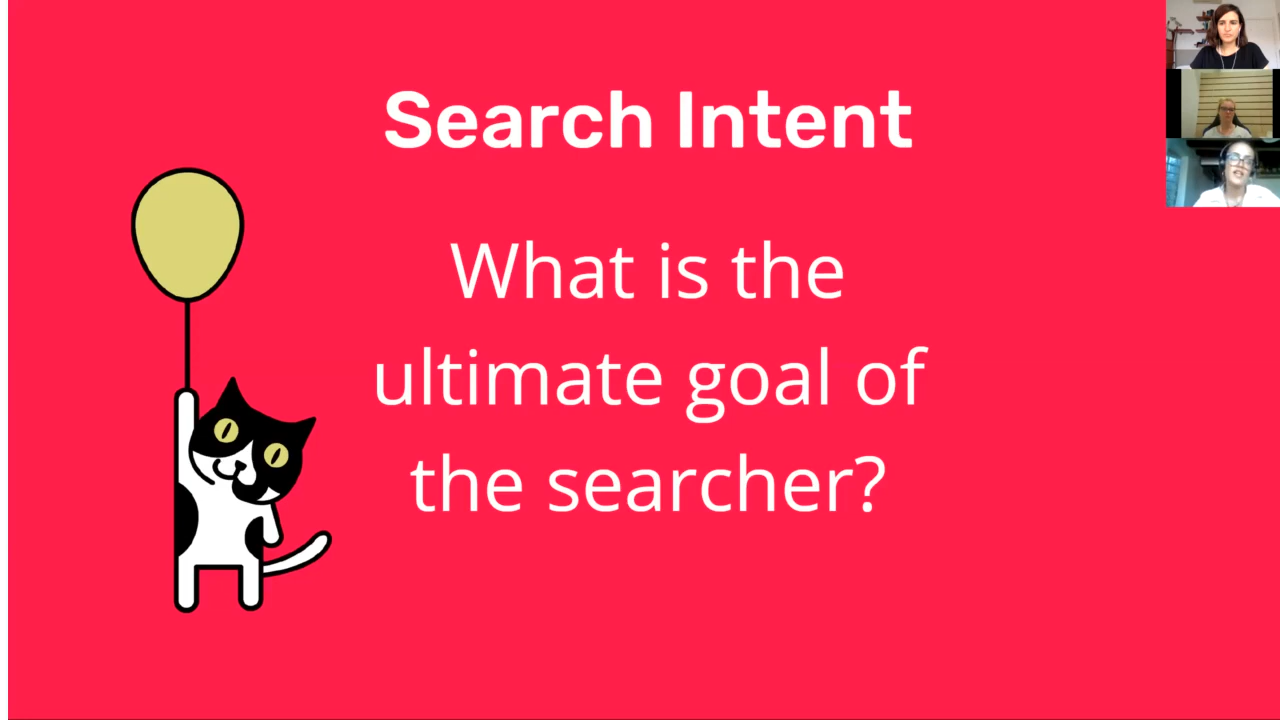 Search Intent
What is the
ultimate goal of
the searcher?